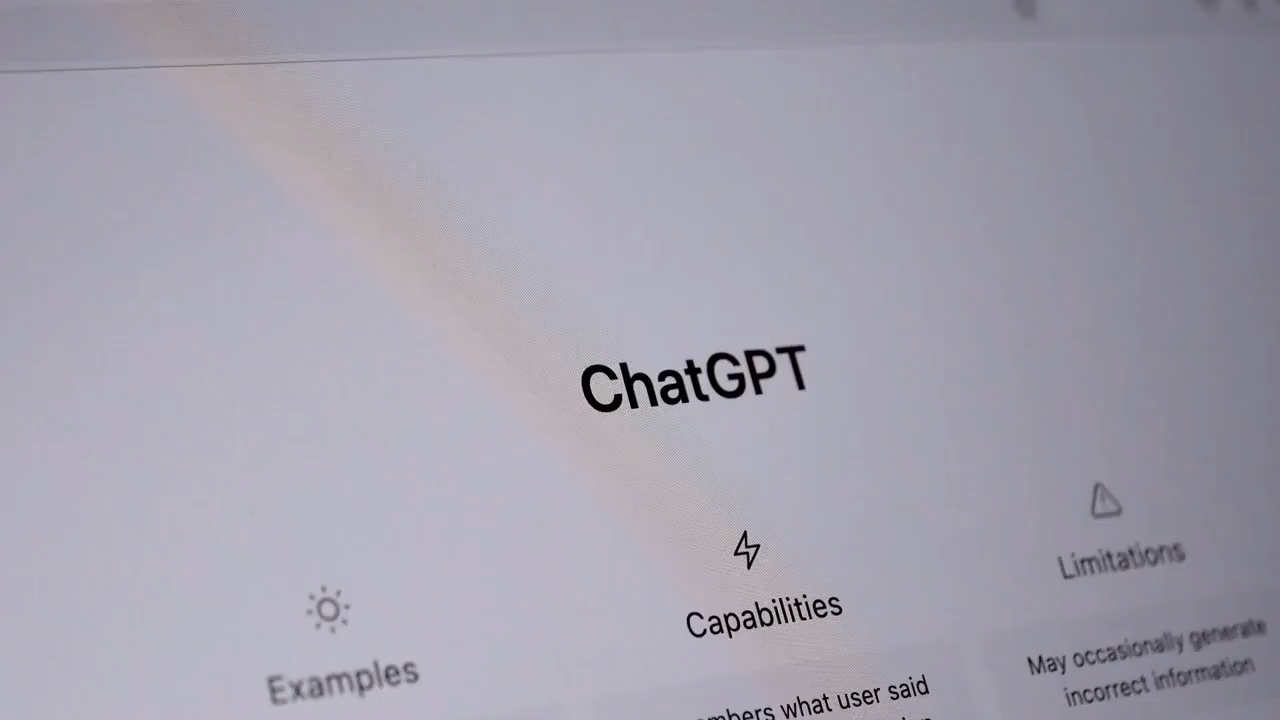 ChatGPT
Examples
Capabilities
Limitations
what user said
May occasionally generate
incorrect information